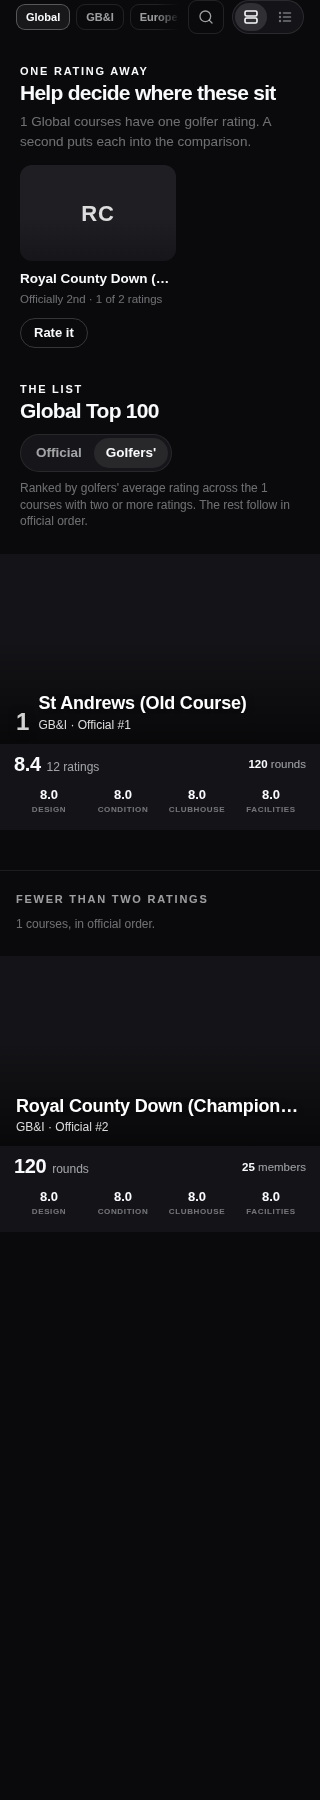 Global GB&I Europe
ONE RATING AWAY
Help decide where these sit
1 Global courses have one golfer rating. A
second puts each into the comparison.
RC
Royal County Down (…
Officially 2nd · 1 of 2 ratings
Rate it
THE LIST
Global Top 100
Official Golfers'
Ranked by golfers' average rating across the 1
courses with two or more ratings. The rest follow in
official order.
1 St Andrews (Old Course)
GB&I · Official #1
8.4 12 ratings 120 rounds
8.0 8.0 8.0 8.0
DESIGN CONDITION CLUBHOUSE FACILITIES
FEWER THAN TWO RATINGS
1 courses, in official order.
Royal County Down (Champion…
GB&I · Official #2
120 rounds 25 members
8.0 8.0 8.0 8.0
DESIGN CONDITION CLUBHOUSE FACILITIES